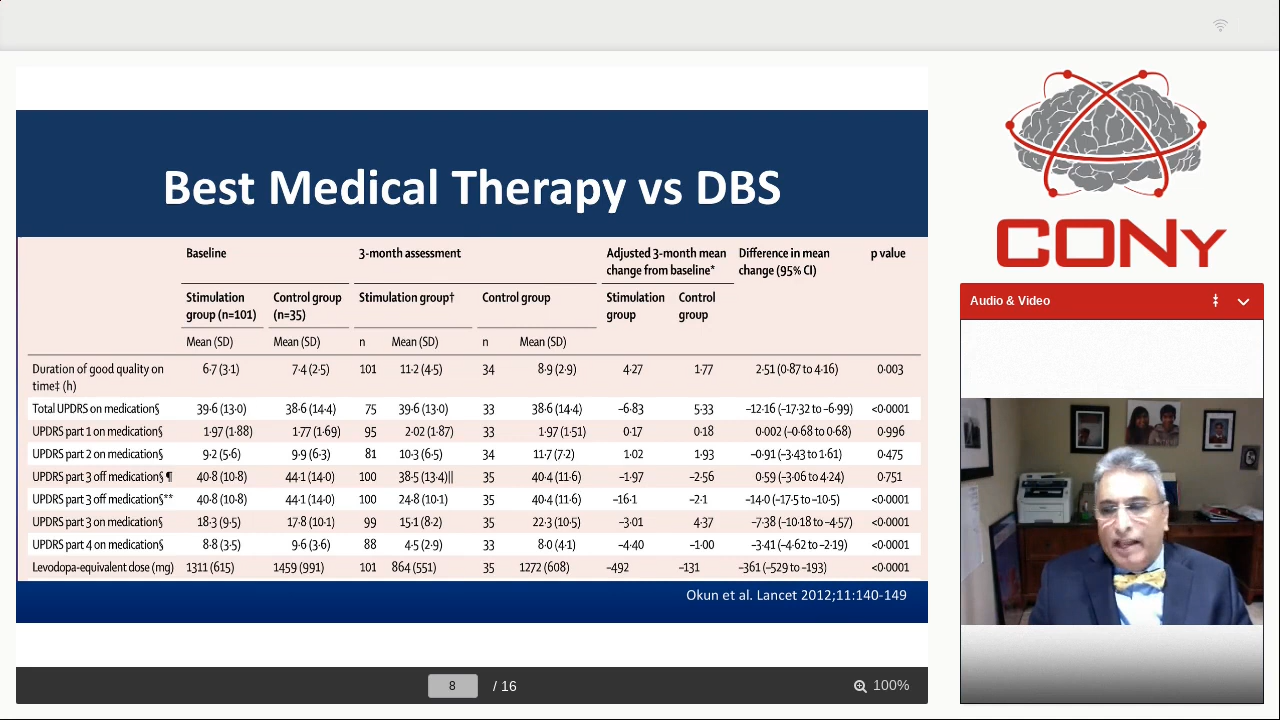 Best Medical Therapy vs DBS
Baseline 3-month assessment Adjusted 3-month mean change from baseline* Difference in mean change (95% CI) p value
Stimulation group (n=101) Control group (n=35) Stimulation group† Control group Stimulation group Control group
Mean (SD) Mean (SD) n Mean (SD) n Mean (SD)
Duration of good quality on time‡ (h) 6·7 (3·1) 7·4 (2·5) 101 11·2 (4·5) 34 8·9 (2·9) 4·27 1·77 2·51 (0·87 to 4·16) 0·003
Total UPDRS on medication§ 39·6 (13·0) 38·6 (14·4) 75 39·6 (13·0) 33 38·6 (14·4) –6·83 5·33 –12·16 (–17·32 to –6·99) <0·0001
UPDRS part 1 on medication§ 1·97 (1·88) 1·77 (1·69) 95 2·02 (1·87) 33 1·97 (1·51) 0·17 0·18 0·002 (–0·68 to 0·68) 0·996
UPDRS part 2 on medication§ 9·2 (5·6) 9·9 (6·3) 81 10·3 (6·5) 34 11·7 (7·2) 1·02 1·93 –0·91 (–3·43 to 1·61) 0·475
UPDRS part 3 off medication§ ¶ 40·8 (10·8) 44·1 (14·0) 100 38·5 (13·4)|| 35 40·4 (11·6) –1·97 –2·56 0·59 (–3·06 to 4·24) 0·751
UPDRS part 3 off medication§** 40·8 (10·8) 44·1 (14·0) 100 24·8 (10·1) 35 40·4 (11·6) –16·1 –2·1 –14·0 (–17·5 to –10·5) <0·0001
UPDRS part 3 on medication§ 18·3 (9·5) 17·8 (10·1) 99 15·1 (8·2) 35 22·3 (10·5) –3·01 4·37 –7·38 (–10·18 to –4·57) <0·0001
UPDRS part 4 on medication§ 8·8 (3·5) 9·6 (3·6) 88 4·5 (2·9) 33 8·0 (4·1) –4·40 –1·00 –3·41 (–4·62 to –2·19) <0·0001
Levodopa-equivalent dose (mg) 1311 (615) 1459 (991) 101 864 (551) 35 1272 (608) –492 –131 –361 (–529 to –193) <0·0001
Okun et al. Lancet 2012;11:140-149
8 / 16
100%
CONy
Audio & Video